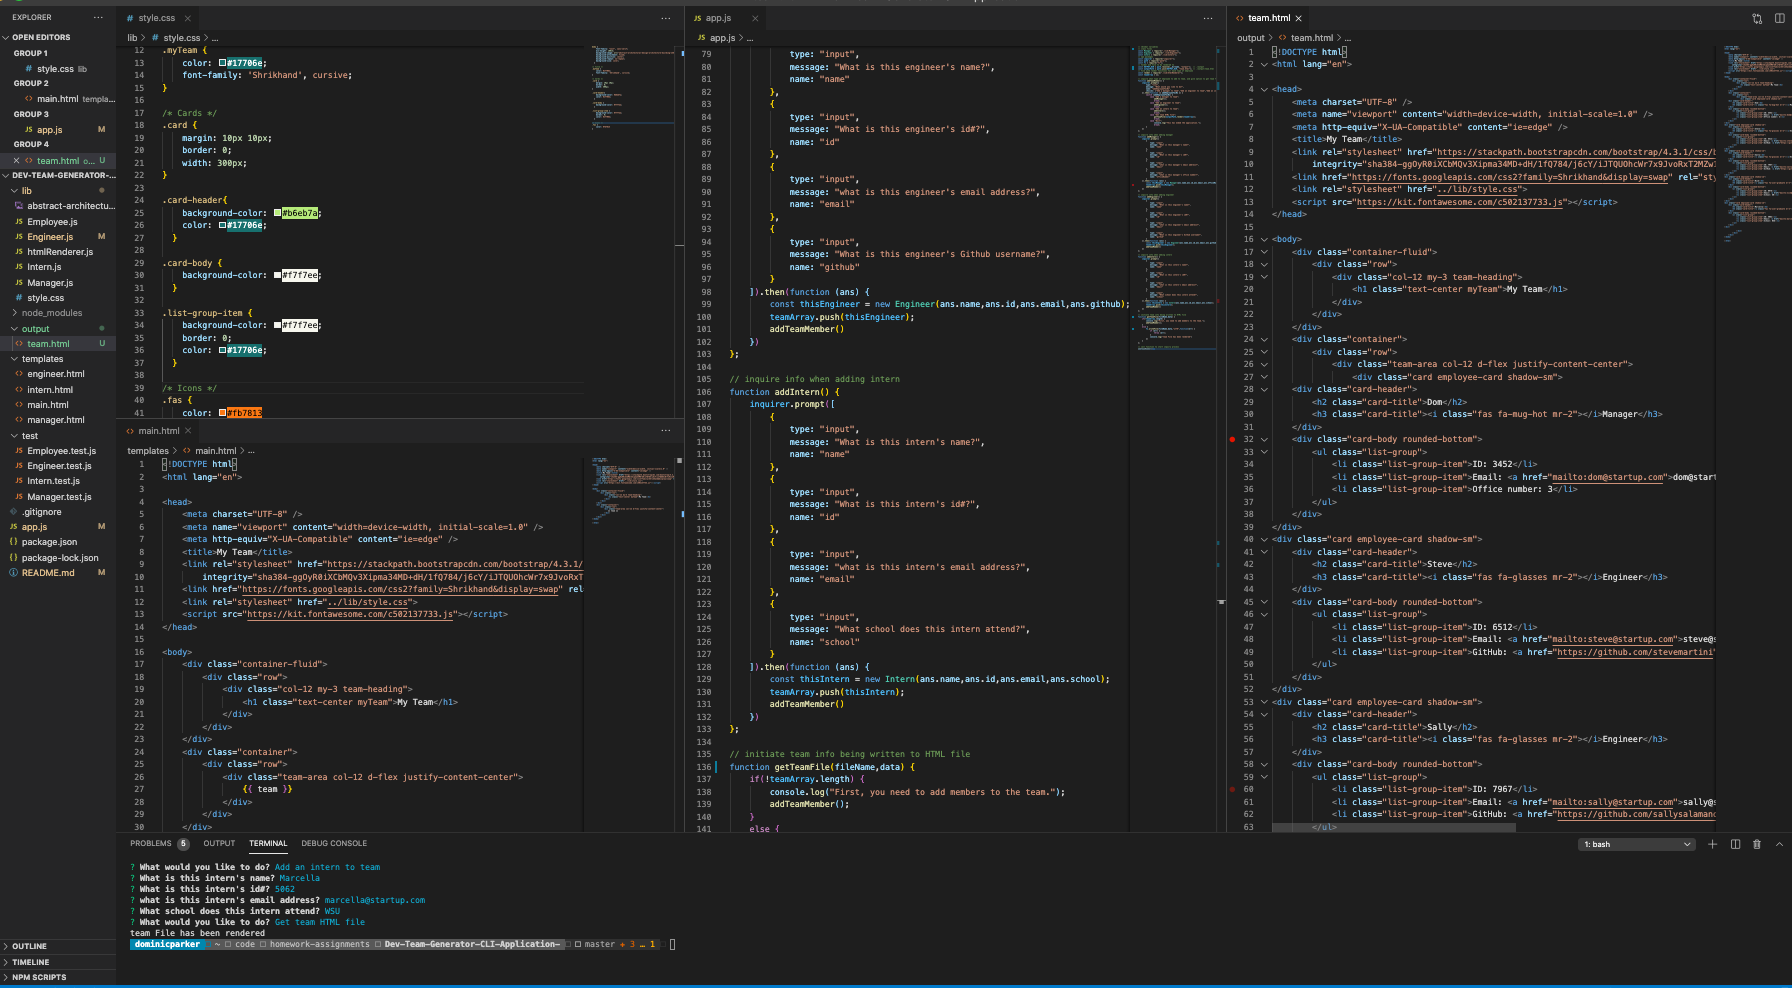 EXPLORER ···
OPEN EDITORS
GROUP 1
# style.css lib
GROUP 2
<> main.html templa...
GROUP 3
JS app.js M
GROUP 4
× <> team.html o... U
DEV-TEAM-GENERATOR-...
lib
abstract-architectu...
JS Employee.js
JS Engineer.js M
JS htmlRenderer.js
JS Intern.js
JS Manager.js
# style.css
node_modules
output
<> team.html U
templates
<> engineer.html
<> intern.html
<> main.html
<> manager.html
test
JS Employee.test.js
JS Engineer.test.js
JS Intern.test.js
JS Manager.test.js
.gitignore
JS app.js M
{} package.json
{} package-lock.json
README.md M
OUTLINE
TIMELINE
NPM SCRIPTS
# style.css × ···
lib > # style.css > ...
12 .myTeam {
13 color: #17706e;
14 font-family: 'Shrikhand', cursive;
15 }
16
17 /* Cards */
18 .card {
19 margin: 10px 10px;
20 border: 0;
21 width: 300px;
22 }
23
24 .card-header{
25 background-color: #b6eb7a;
26 color: #17706e;
27 }
28
29 .card-body {
30 background-color: #f7f7ee;
31 }
32
33 .list-group-item {
34 background-color: #f7f7ee;
35 border: 0;
36 color: #17706e;
37 }
38
39 /* Icons */
40 .fas {
41 color: #fb7813
<> main.html × ···
templates > <> main.html > ...
1 <!DOCTYPE html>
2 <html lang="en">
3
4 <head>
5 <meta charset="UTF-8" />
6 <meta name="viewport" content="width=device-width, initial-scale=1.0" />
7 <meta http-equiv="X-UA-Compatible" content="ie=edge" />
8 <title>My Team</title>
9 <link rel="stylesheet" href="https://stackpath.bootstrapcdn.com/bootstrap/4.3.1/
10 integrity="sha384-ggOyR0iXCbMQv3Xipma34MD+dH/1fQ784/j6cY/iJTQUOhcWr7x9JvoRxT
11 <link href="https://fonts.googleapis.com/css2?family=Shrikhand&display=swap" rel
12 <link rel="stylesheet" href="../lib/style.css">
13 <script src="https://kit.fontawesome.com/c502137733.js"></script>
14 </head>
15
16 <body>
17 <div class="container-fluid">
18 <div class="row">
19 <div class="col-12 my-3 team-heading">
20 <h1 class="text-center myTeam">My Team</h1>
21 </div>
22 </div>
23 </div>
24 <div class="container">
25 <div class="row">
26 <div class="team-area col-12 d-flex justify-content-center">
27 {{ team }}
28 </div>
29 </div>
30 </div>
JS app.js × ···
JS app.js > ...
79 type: "input",
80 message: "What is this engineer's name?",
81 name: "name"
82 },
83 {
84 type: "input",
85 message: "What is this engineer's id#?",
86 name: "id"
87 },
88 {
89 type: "input",
90 message: "what is this engineer's email address?",
91 name: "email"
92 },
93 {
94 type: "input",
95 message: "What is this engineer's Github username?",
96 name: "github"
97 }
98 ]).then(function (ans) {
99 const thisEngineer = new Engineer(ans.name,ans.id,ans.email,ans.github);
100 teamArray.push(thisEngineer);
101 addTeamMember()
102 })
103 };
104
105 // inquire info when adding intern
106 function addIntern() {
107 inquirer.prompt([
108 {
109 type: "input",
110 message: "What is this intern's name?",
111 name: "name"
112 },
113 {
114 type: "input",
115 message: "What is this intern's id#?",
116 name: "id"
117 },
118 {
119 type: "input",
120 message: "what is this intern's email address?",
121 name: "email"
122 },
123 {
124 type: "input",
125 message: "What school does this intern attend?",
126 name: "school"
127 }
128 ]).then(function (ans) {
129 const thisIntern = new Intern(ans.name,ans.id,ans.email,ans.school);
130 teamArray.push(thisIntern);
131 addTeamMember()
132 })
133 };
134
135 // initiate team info being written to HTML file
136 function getTeamFile(fileName,data) {
137 if(!teamArray.length) {
138 console.log("First, you need to add members to the team.");
139 addTeamMember();
140 }
141 else {
<> team.html ×
output > <> team.html > ...
1 <!DOCTYPE html>
2 <html lang="en">
3
4 <head>
5 <meta charset="UTF-8" />
6 <meta name="viewport" content="width=device-width, initial-scale=1.0" />
7 <meta http-equiv="X-UA-Compatible" content="ie=edge" />
8 <title>My Team</title>
9 <link rel="stylesheet" href="https://stackpath.bootstrapcdn.com/bootstrap/4.3.1/css/b
10 integrity="sha384-ggOyR0iXCbMQv3Xipma34MD+dH/1fQ784/j6cY/iJTQUOhcWr7x9JvoRxT2MZw1
11 <link href="https://fonts.googleapis.com/css2?family=Shrikhand&display=swap" rel="sty
12 <link rel="stylesheet" href="../lib/style.css">
13 <script src="https://kit.fontawesome.com/c502137733.js"></script>
14 </head>
15
16 <body>
17 <div class="container-fluid">
18 <div class="row">
19 <div class="col-12 my-3 team-heading">
20 <h1 class="text-center myTeam">My Team</h1>
21 </div>
22 </div>
23 </div>
24 <div class="container">
25 <div class="row">
26 <div class="team-area col-12 d-flex justify-content-center">
27 <div class="card employee-card shadow-sm">
28 <div class="card-header">
29 <h2 class="card-title">Dom</h2>
30 <h3 class="card-title"><i class="fas fa-mug-hot mr-2"></i>Manager</h3>
31 </div>
32 <div class="card-body rounded-bottom">
33 <ul class="list-group">
34 <li class="list-group-item">ID: 3452</li>
35 <li class="list-group-item">Email: <a href="mailto:dom@startup.com">dom@start
36 <li class="list-group-item">Office number: 3</li>
37 </ul>
38 </div>
39 </div>
40 <div class="card employee-card shadow-sm">
41 <div class="card-header">
42 <h2 class="card-title">Steve</h2>
43 <h3 class="card-title"><i class="fas fa-glasses mr-2"></i>Engineer</h3>
44 </div>
45 <div class="card-body rounded-bottom">
46 <ul class="list-group">
47 <li class="list-group-item">ID: 6512</li>
48 <li class="list-group-item">Email: <a href="mailto:steve@startup.com">steve@s
49 <li class="list-group-item">GitHub: <a href="https://github.com/stevemartini"
50 </ul>
51 </div>
52 </div>
53 <div class="card employee-card shadow-sm">
54 <div class="card-header">
55 <h2 class="card-title">Sally</h2>
56 <h3 class="card-title"><i class="fas fa-glasses mr-2"></i>Engineer</h3>
57 </div>
58 <div class="card-body rounded-bottom">
59 <ul class="list-group">
60 <li class="list-group-item">ID: 7967</li>
61 <li class="list-group-item">Email: <a href="mailto:sally@startup.com">sally@s
62 <li class="list-group-item">GitHub: <a href="https://github.com/sallysalamanc
63 </ul>
PROBLEMS 5 OUTPUT TERMINAL DEBUG CONSOLE 1: bash
? What would you like to do? Add an intern to team
? What is this intern's name? Marcella
? What is this intern's id#? 5062
? what is this intern's email address? marcella@startup.com
? What school does this intern attend? WSU
? What would you like to do? Get team HTML file
team File has been rendered
dominicparker ~ code homework-assignments Dev-Team-Generator-CLI-Application- master + 3 … 1